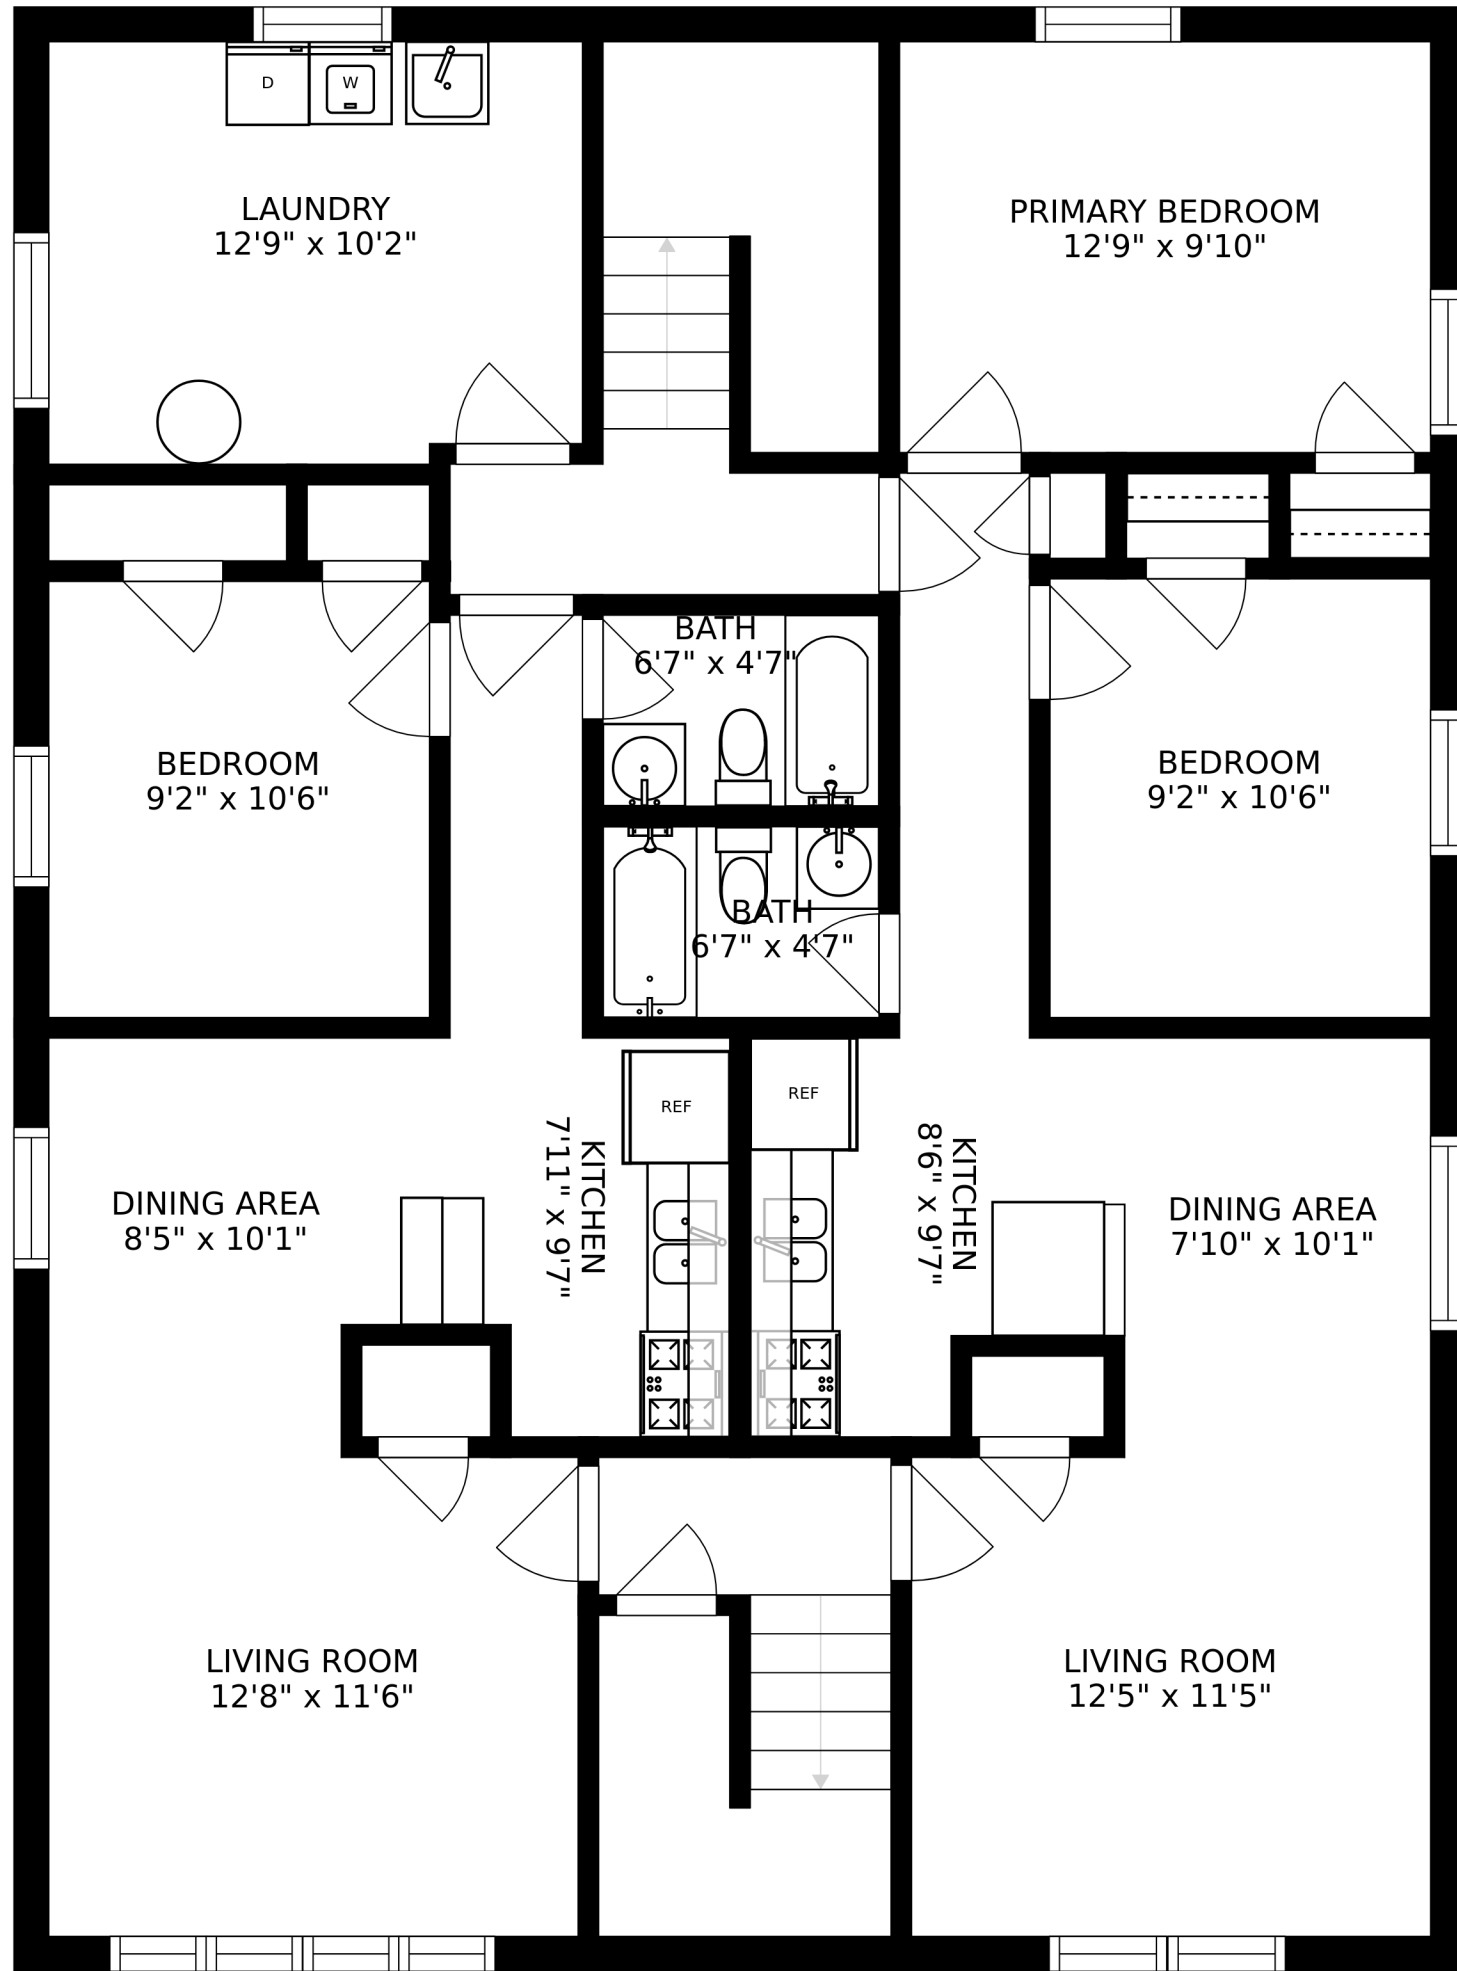 D
W
LAUNDRY
12'9" x 10'2"
PRIMARY BEDROOM
12'9" x 9'10"
BATH
6'7" x 4'7"
BEDROOM
9'2" x 10'6"
BEDROOM
9'2" x 10'6"
BATH
6'7" x 4'7"
REF
REF
KITCHEN
7'11" x 9'7"
KITCHEN
8'6" x 9'7"
DINING AREA
8'5" x 10'1"
DINING AREA
7'10" x 10'1"
LIVING ROOM
12'8" x 11'6"
LIVING ROOM
12'5" x 11'5"